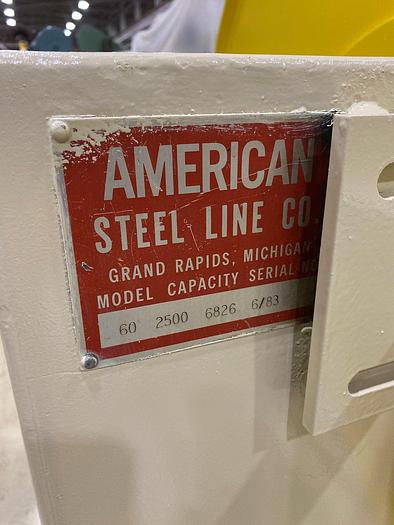 AMERICAN
STEEL LINE CO.
GRAND RAPIDS, MICHIGAN
MODEL CAPACITY SERIAL NO
60 2500 6826 6/83